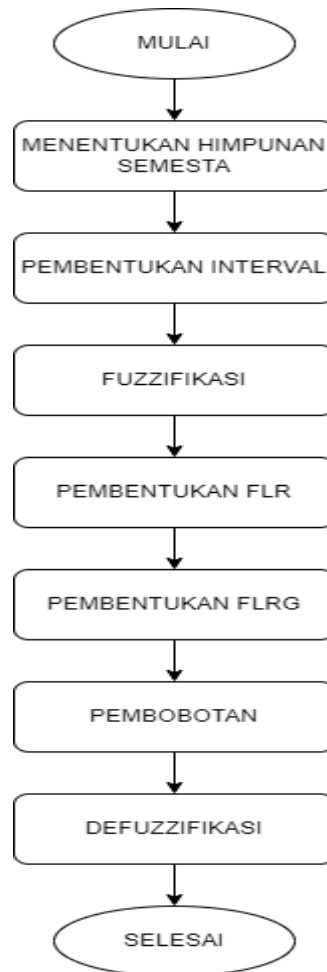 MULAI
MENENTUKAN HIMPUNAN
SEMESTA
PEMBENTUKAN INTERVAL
FUZZIFIKASI
PEMBENTUKAN FLR
PEMBENTUKAN FLRG
PEMBOBOTAN
DEFUZZIFIKASI
SELESAI